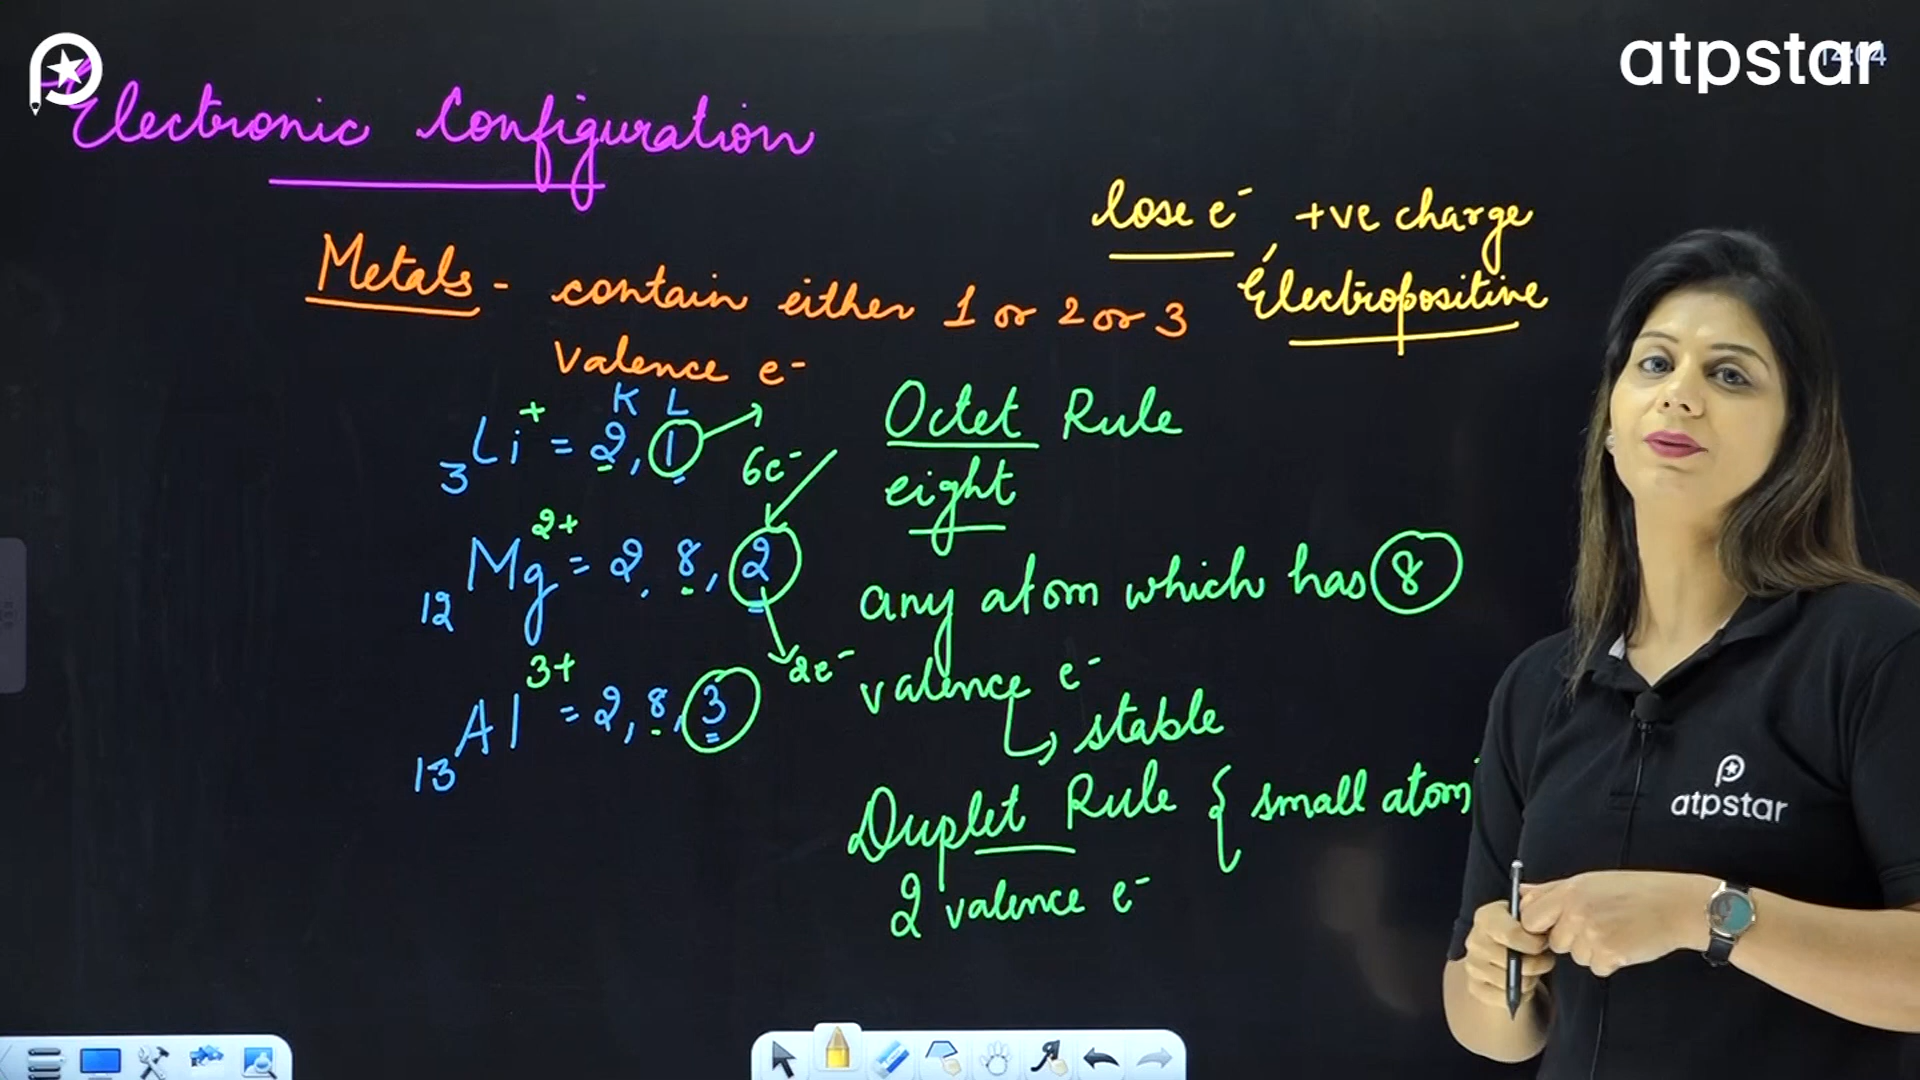 atpstar
Electronic Configuration
lose e⁻ +ve charge
Electropositive
Metals - contain either 1 or 2 or 3
valence e⁻
K L
₃Li⁺ = 2, 1
6e⁻
Octet Rule
eight
₁₂Mg²⁺ = 2, 8, 2
2e⁻
any atom which has 8
valence e⁻
stable
₁₃Al³⁺ = 2, 8, 3
Duplet Rule { small atom
2 valence e⁻
atpstar